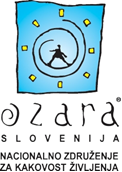 ozara®
SLOVENIJA
NACIONALNO ZDRUŽENJE
ZA KAKOVOST ŽIVLJENJA